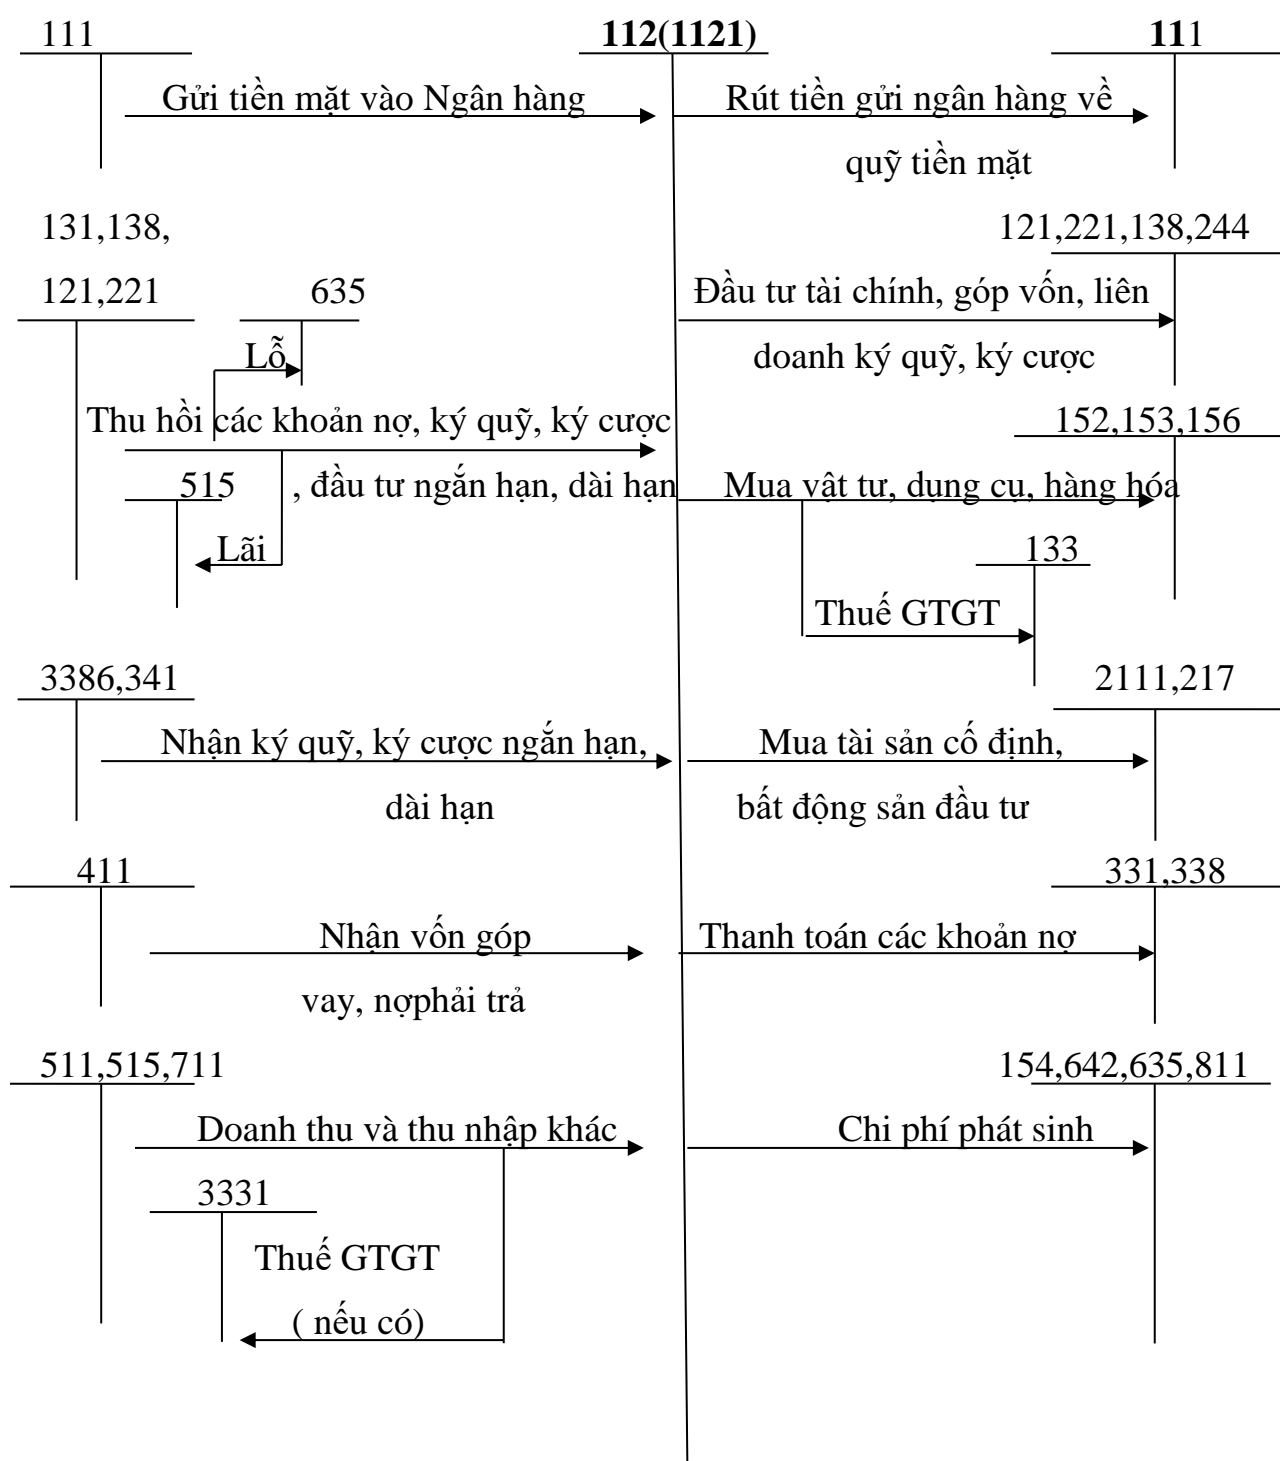 111 112(1121) 111
Gửi tiền mặt vào Ngân hàng Rút tiền gửi ngân hàng về
quỹ tiền mặt
131,138, 121,221,138,244
121,221 635 Đầu tư tài chính, góp vốn, liên
Lỗ doanh ký quỹ, ký cược
Thu hồi các khoản nợ, ký quỹ, ký cược 152,153,156
515 , đầu tư ngắn hạn, dài hạn Mua vật tư, dụng cụ, hàng hóa
Lãi 133
Thuế GTGT
3386,341 2111,217
Nhận ký quỹ, ký cược ngắn hạn, Mua tài sản cố định,
dài hạn bất động sản đầu tư
411 331,338
Nhận vốn góp Thanh toán các khoản nợ
vay, nợphải trả
511,515,711 154,642,635,811
Doanh thu và thu nhập khác Chi phí phát sinh
3331
Thuế GTGT
( nếu có)